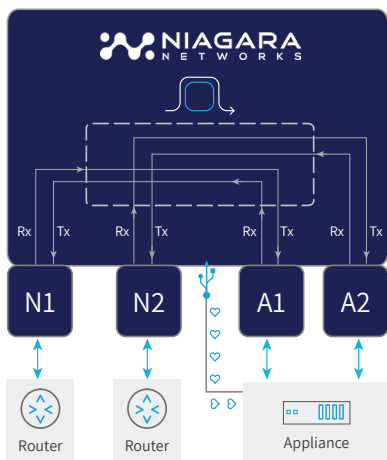 NIAGARA
NETWORKS
Rx Tx Rx Tx Rx Tx Rx Tx
N1 N2 A1 A2
Router Router Appliance